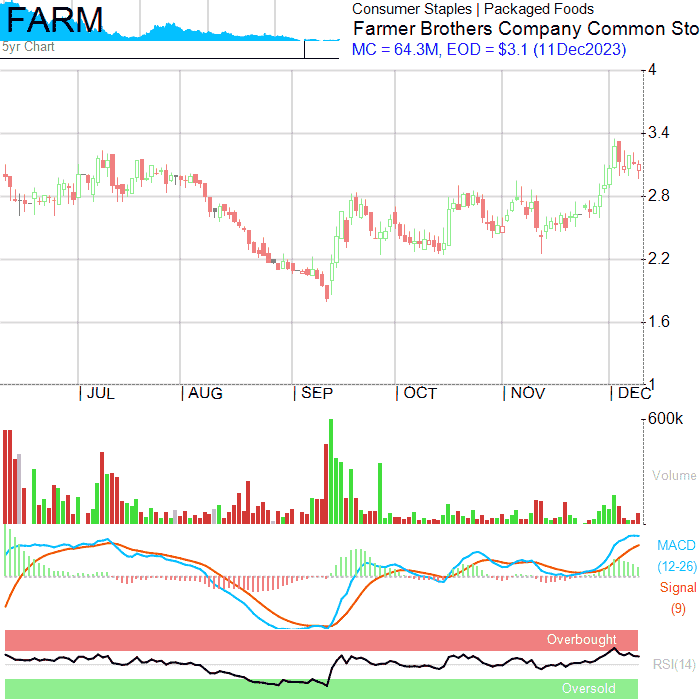 FARM
5yr Chart
Consumer Staples | Packaged Foods
Farmer Brothers Company Common Sto
MC = 64.3M, EOD = $3.1 (11Dec2023)
4
3.4
2.8
2.2
1.6
1
JUL AUG SEP OCT NOV DEC
600k
Volume
MACD
(12-26)
Signal
(9)
Overbought
RSI(14)
Oversold